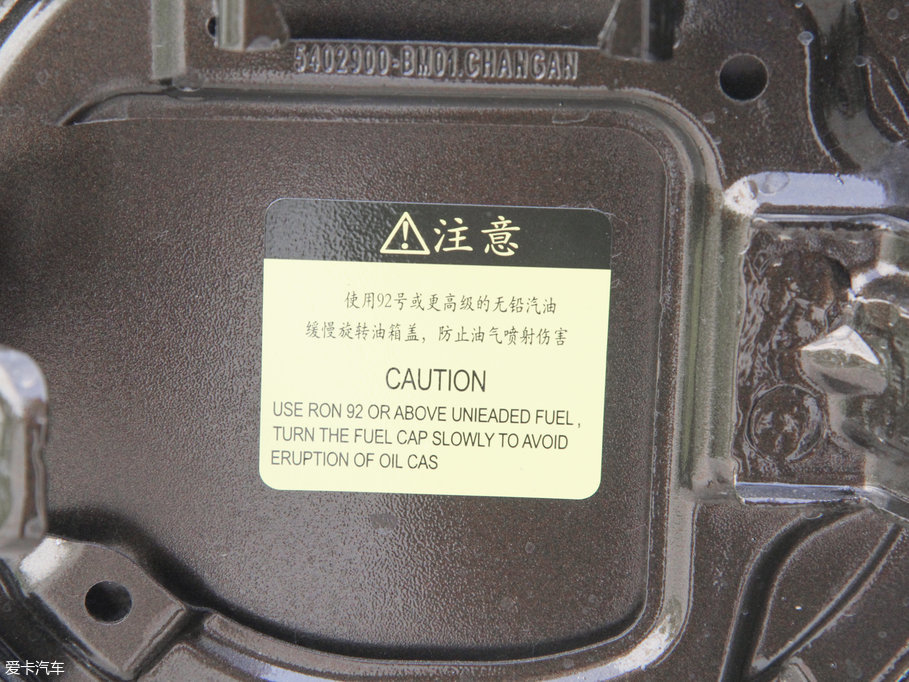 5402900-BM01.CHANGAN
注意
使用92号或更高级的无铅汽油
缓慢旋转油箱盖，防止油气喷射伤害
CAUTION
USE RON 92 OR ABOVE UNIEADED FUEL,
TURN THE FUEL CAP SLOWLY TO AVOID
ERUPTION OF OIL CAS
爱卡汽车